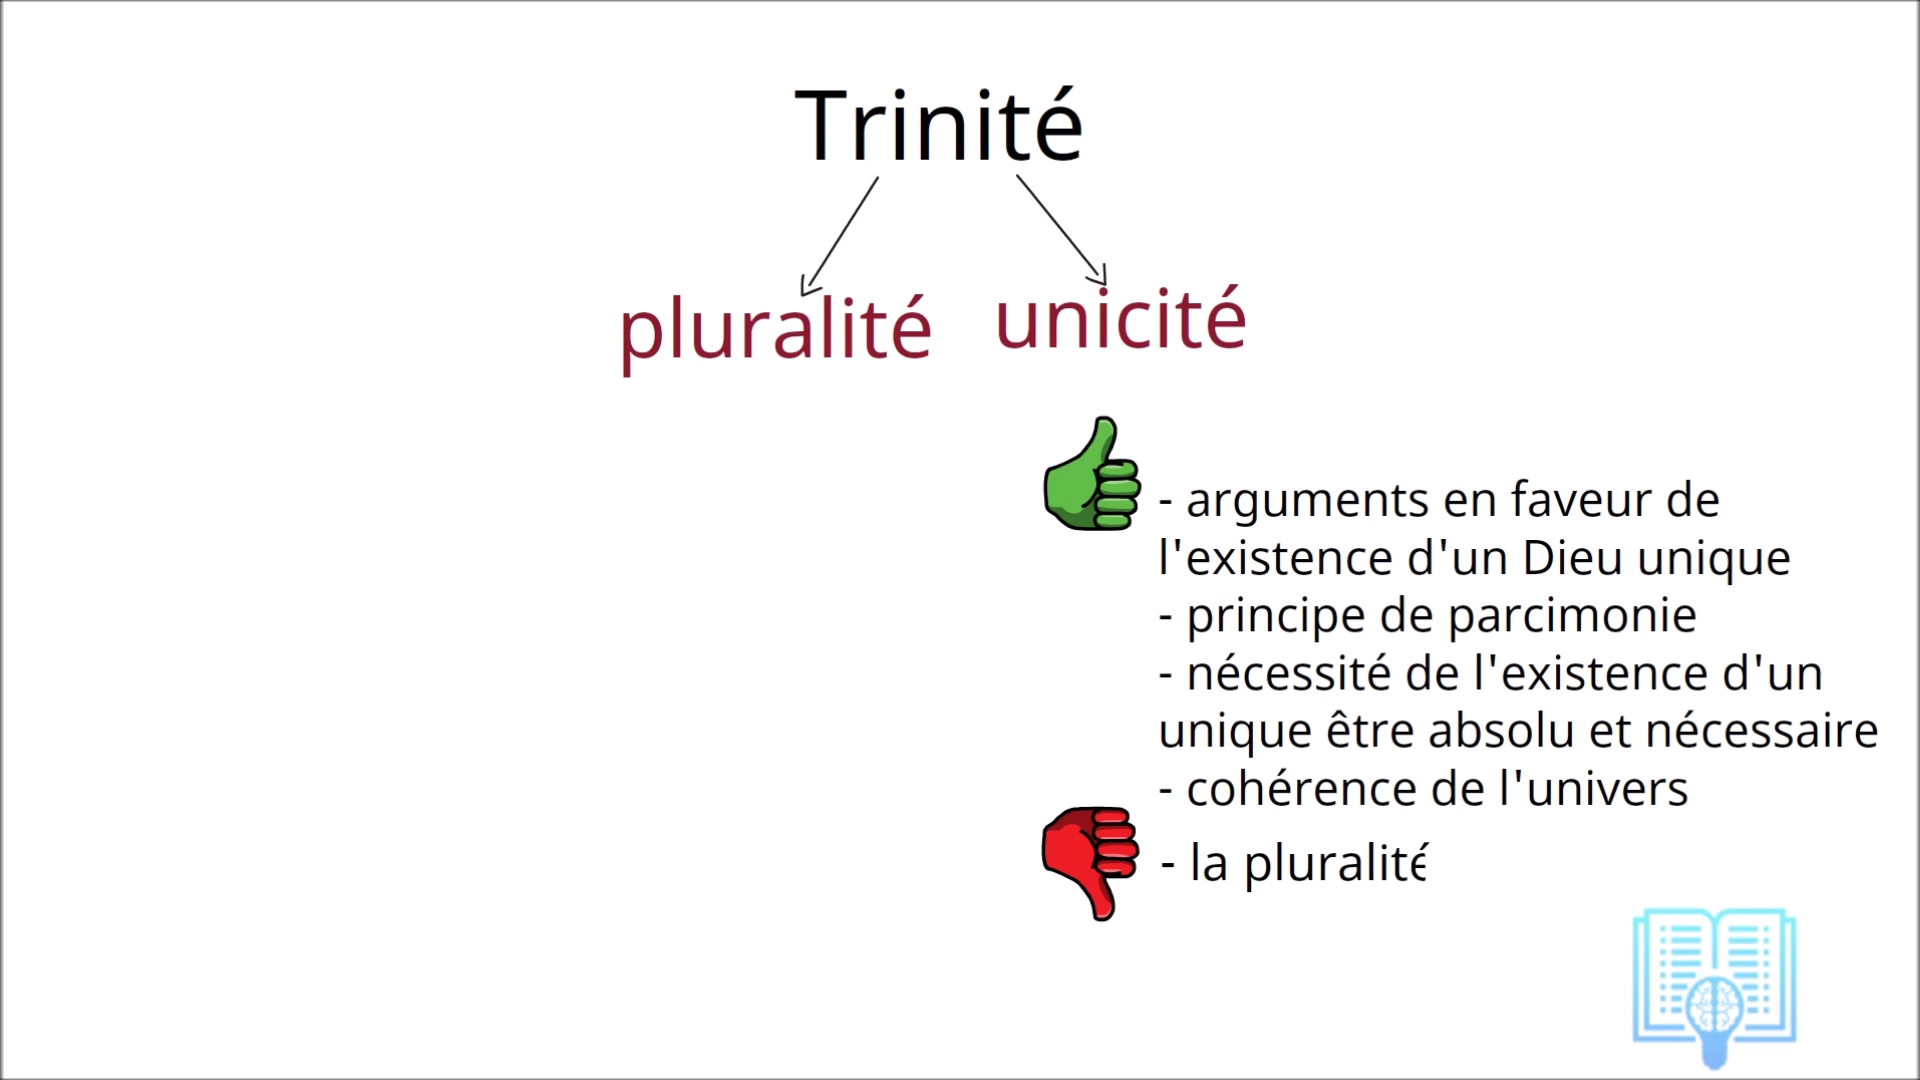 Trinité
pluralité
unicité
- arguments en faveur de
l'existence d'un Dieu unique
- principe de parcimonie
- nécessité de l'existence d'un
unique être absolu et nécessaire
- cohérence de l'univers
- la pluralité